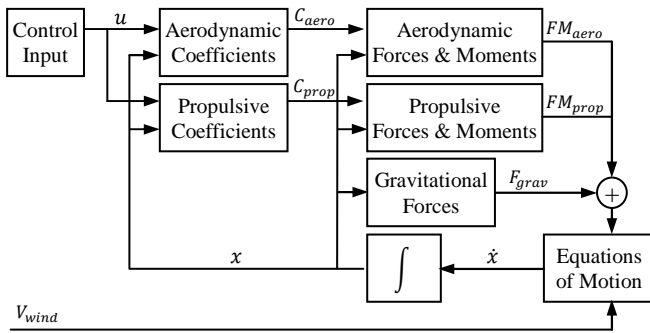 Control
Input
u
Aerodynamic
Coefficients
C_aero
Aerodynamic
Forces & Moments
FM_aero
Propulsive
Coefficients
C_prop
Propulsive
Forces & Moments
FM_prop
Gravitational
Forces
F_grav
+
x
∫
ẋ
Equations
of Motion
V_wind